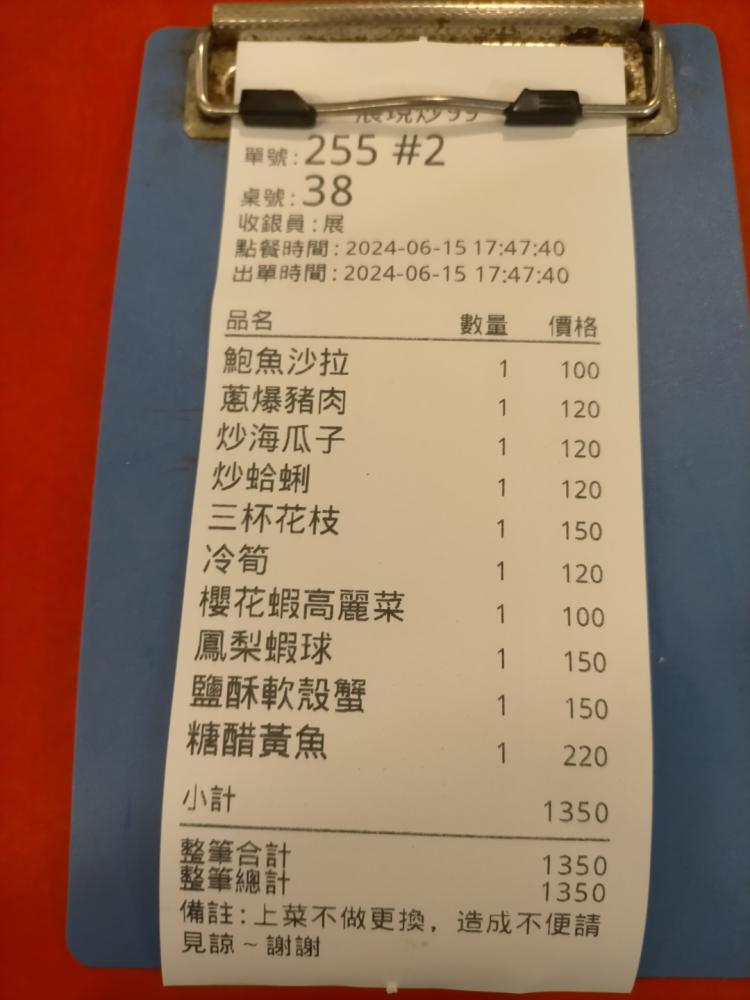 單號:255 #2
桌號:38
收銀員:展
點餐時間:2024-06-15 17:47:40
出單時間:2024-06-15 17:47:40
品名 數量 價格
鮑魚沙拉 1 100
蔥爆豬肉 1 120
炒海瓜子 1 120
炒蛤蜊 1 120
三杯花枝 1 150
冷筍 1 120
櫻花蝦高麗菜 1 100
鳳梨蝦球 1 150
鹽酥軟殼蟹 1 150
糖醋黃魚 1 220
小計 1350
整筆合計 1350
整筆總計 1350
備註:上菜不做更換，造成不便請
見諒~謝謝